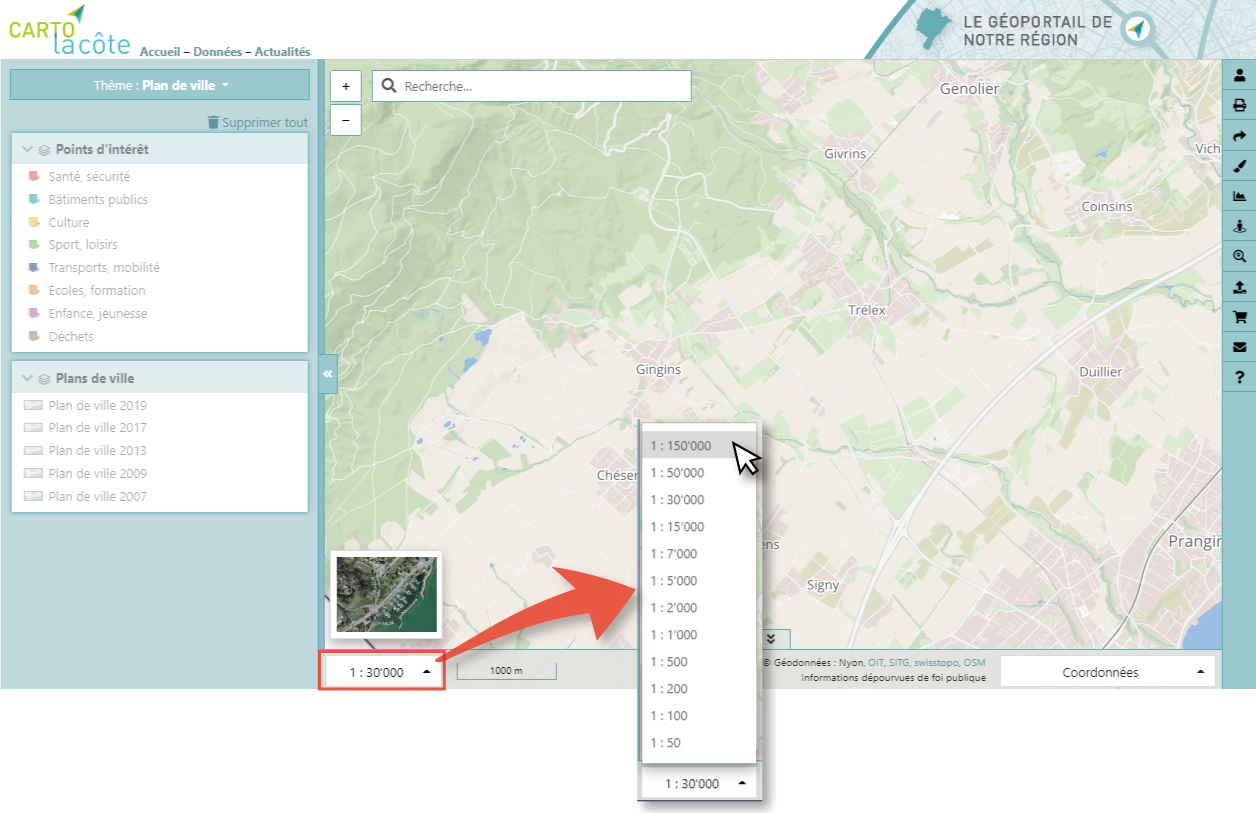 CARTO
lacôte
Accueil – Données – Actualités
LE GÉOPORTAIL DE
NOTRE RÉGION
Thème : Plan de ville
Supprimer tout
Points d'intérêt
Santé, sécurité
Bâtiments publics
Culture
Sport, loisirs
Transports, mobilité
Ecoles, formation
Enfance, jeunesse
Déchets
Plans de ville
Plan de ville 2019
Plan de ville 2017
Plan de ville 2013
Plan de ville 2009
Plan de ville 2007
+
−
Recherche...
«
Genolier
Givrins
Vich
Coinsins
Trélex
Gingins
Duillier
Chéser
ens
Prangin
Signy
?
1 : 150'000
1 : 50'000
1 : 30'000
1 : 15'000
1 : 7'000
1 : 5'000
1 : 2'000
1 : 1'000
1 : 500
1 : 200
1 : 100
1 : 50
1 : 30'000
1 : 30'000
1000 m
© Géodonnées : Nyon, OIT, SITG, swisstopo, OSM
Informations dépourvues de foi publique
Coordonnées